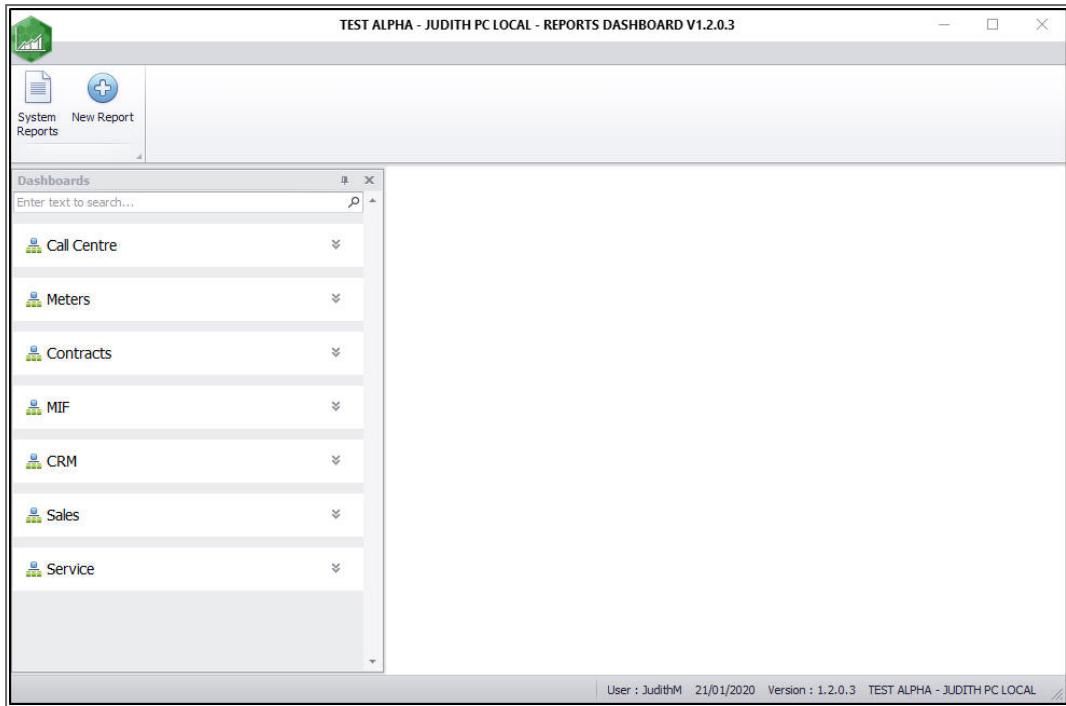 TEST ALPHA - JUDITH PC LOCAL - REPORTS DASHBOARD V1.2.0.3
System Reports
New Report
Dashboards
Enter text to search...
Call Centre
Meters
Contracts
MIF
CRM
Sales
Service
User : JudithM 21/01/2020 Version : 1.2.0.3 TEST ALPHA - JUDITH PC LOCAL